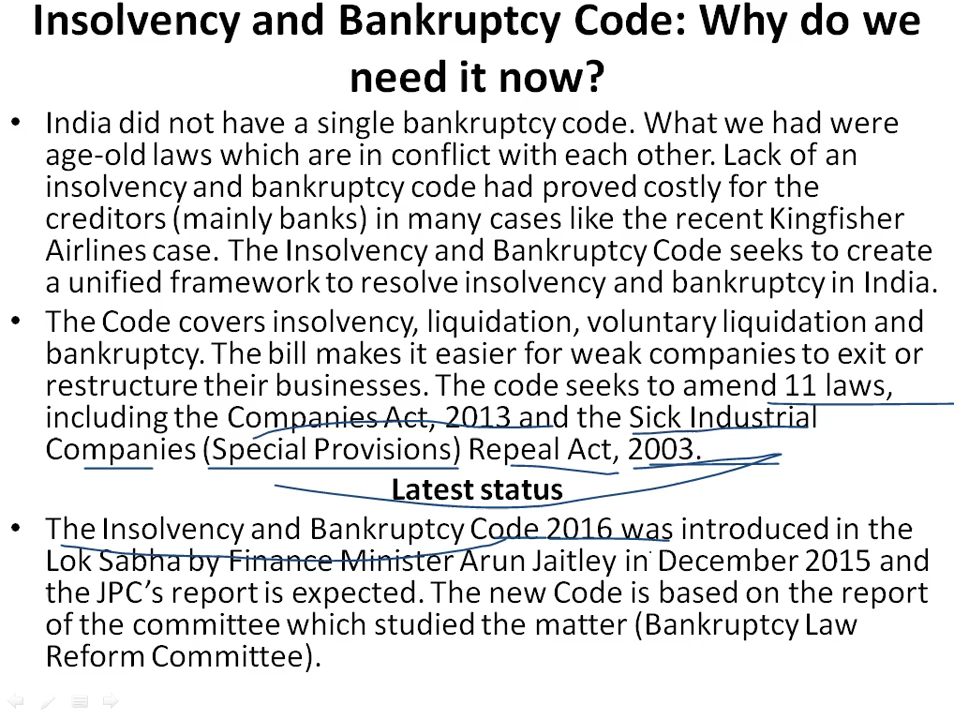 Insolvency and Bankruptcy Code: Why do we
need it now?
• India did not have a single bankruptcy code. What we had were
age-old laws which are in conflict with each other. Lack of an
insolvency and bankruptcy code had proved costly for the
creditors (mainly banks) in many cases like the recent Kingfisher
Airlines case. The Insolvency and Bankruptcy Code seeks to create
a unified framework to resolve insolvency and bankruptcy in India.
• The Code covers insolvency, liquidation, voluntary liquidation and
bankruptcy. The bill makes it easier for weak companies to exit or
restructure their businesses. The code seeks to amend 11 laws,
including the Companies Act, 2013 and the Sick Industrial
Companies (Special Provisions) Repeal Act, 2003.
Latest status
• The Insolvency and Bankruptcy Code 2016 was introduced in the
Lok Sabha by Finance Minister Arun Jaitley in December 2015 and
the JPC's report is expected. The new Code is based on the report
of the committee which studied the matter (Bankruptcy Law
Reform Committee).